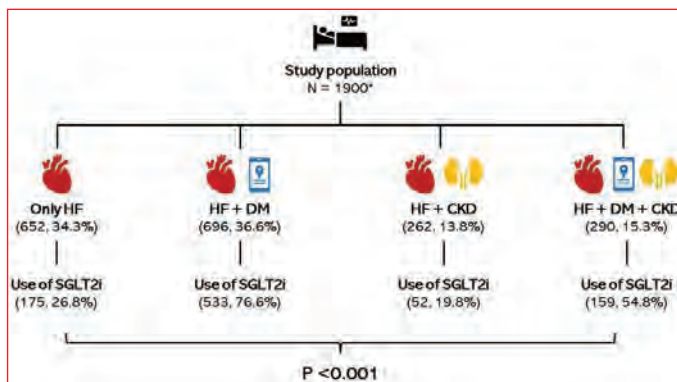 Study population
N = 1900*
Only HF
(652, 34.3%)
HF + DM
(696, 36.6%)
HF + CKD
(262, 13.8%)
HF + DM + CKD
(290, 15.3%)
Use of SGLT2i
(175, 26.8%)
Use of SGLT2i
(533, 76.6%)
Use of SGLT2i
(52, 19.8%)
Use of SGLT2i
(159, 54.8%)
P <0.001